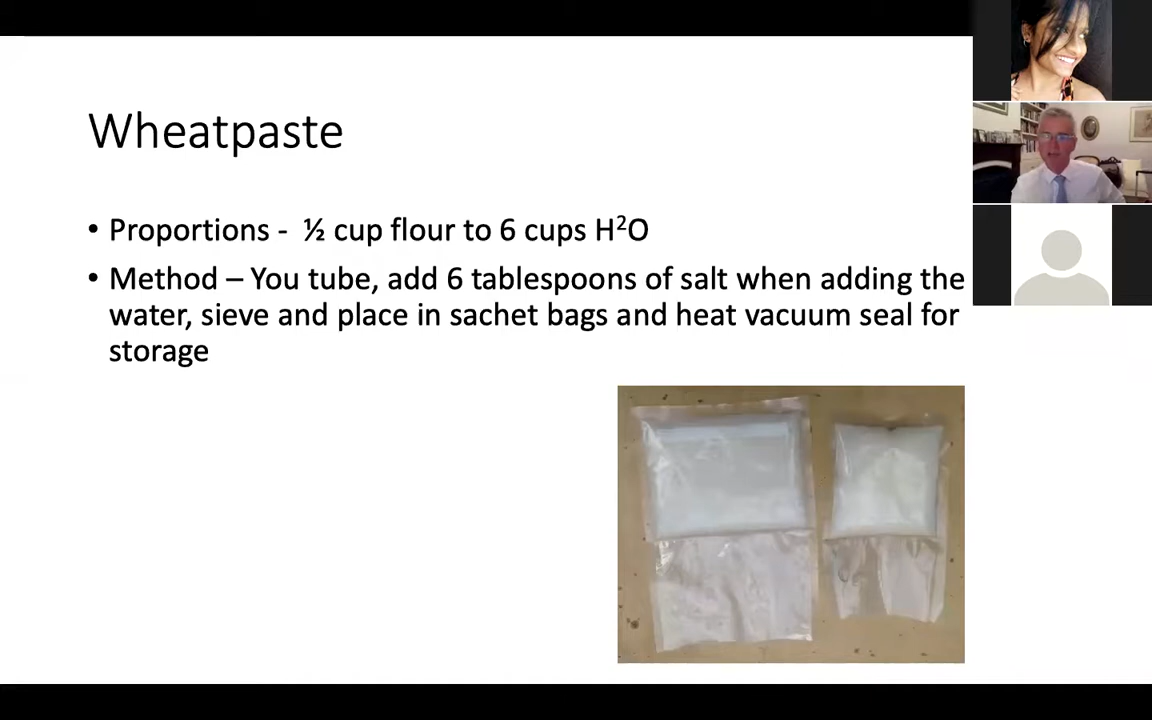 Wheatpaste
• Proportions - ½ cup flour to 6 cups H²O
• Method – You tube, add 6 tablespoons of salt when adding the
water, sieve and place in sachet bags and heat vacuum seal for
storage